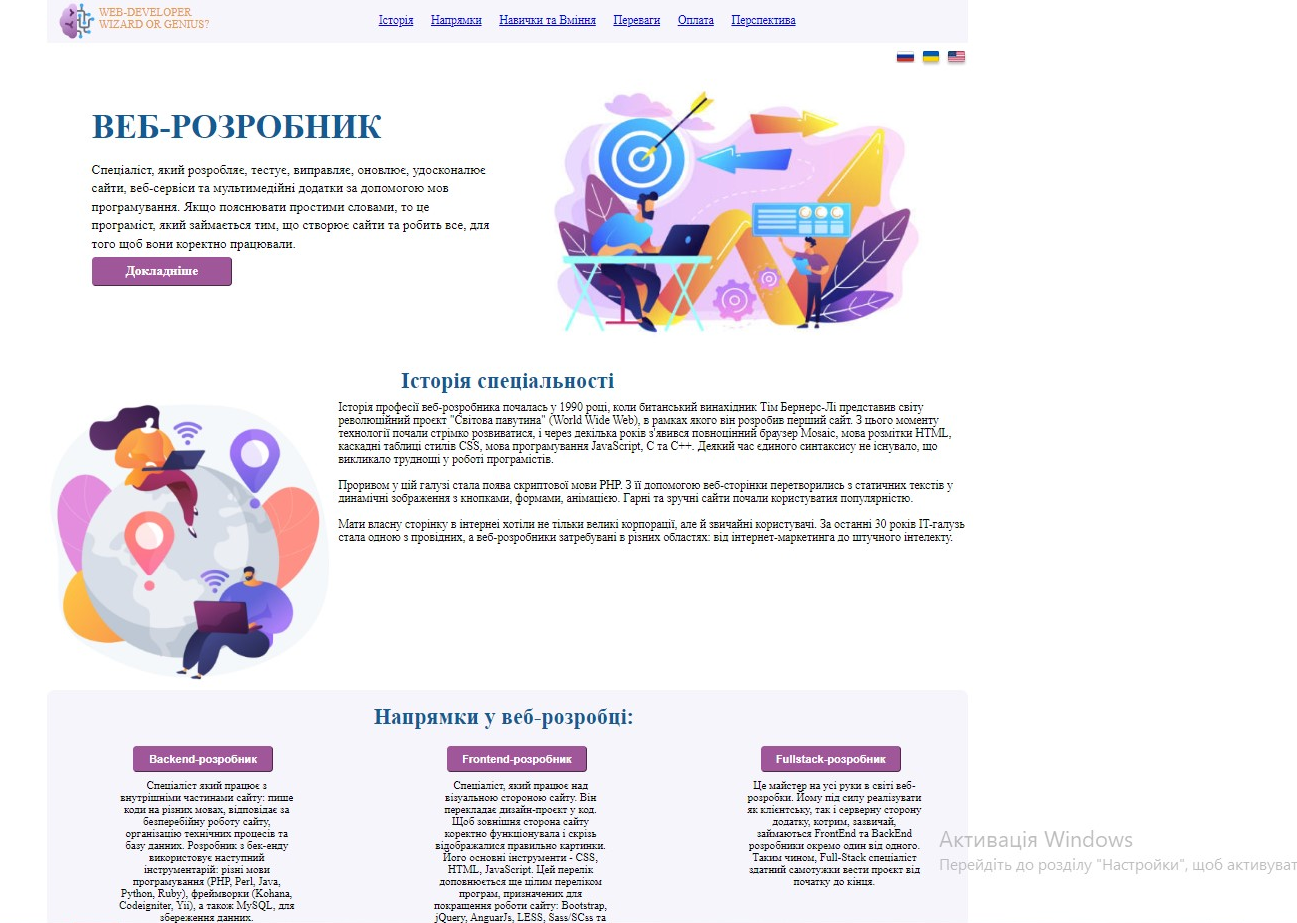 WEB-DEVELOPER
WIZARD OR GENIUS?
Історія Напрямки Навички та Вміння Переваги Оплата Перспектива
ВЕБ-РОЗРОБНИК
Спеціаліст, який розробляє, тестує, виправляє, оновлює, удосконалює
сайти, веб-сервіси та мультимедійні додатки за допомогою мов
програмування. Якщо пояснювати простими словами, то це
програміст, який займається тим, що створює сайти та робить все, для
того щоб вони коректно працювали.
Докладніше
Історія спеціальності
Історія професії веб-розробника почалась у 1990 році, коли битанський винахідник Тім Бернерс-Лі представив світу
революційний проєкт "Світова павутина" (World Wide Web), в рамках якого він розробив перший сайт. З цього моменту
технології почали стрімко розвиватися, і через декілька років з'явився повноцінний браузер Mosaic, мова розмітки HTML,
каскадні таблиці стилів CSS, мова програмування JavaScript, C та C++. Деякий час єдиного синтаксису не існувало, що
викликало труднощі у роботі програмістів.
Проривом у цій галузі стала поява скриптової мови PHP. З її допомогою веб-сторінки перетворились з статичних текстів у
динамічні зображення з кнопками, формами, анімацією. Гарні та зручні сайти почали користуватия популярністю.
Мати власну сторінку в інтернеі хотіли не тільки великі корпорації, але й звичайні користувачі. За останні 30 років IT-галузь
стала одною з провідних, а веб-розробники затребувані в різних областях: від інтернет-маркетинга до штучного інтелекту.
Напрямки у веб-розробці:
Backend-розробник
Спеціаліст який працює з
внутрішніми частинами сайту: пише
коди на різних мовах, відповідає за
безперебійну роботу сайту,
організацію технічних процесів та
базу данних. Розробник з бек-енду
використовує наступний
інструментарій: різні мови
програмування (PHP, Perl, Java,
Python, Ruby), фреймворки (Kohana,
Codeigniter, Yii), а також MySQL, для
збереження данних.
Frontend-розробник
Спеціаліст, який працює над
візуальною стороною сайту. Він
перекладає дизайн-проєкт у код.
Щоб зовнішня сторона сайту
коректно функціонувала і скрізь
відображалися правильно картинки.
Його основні інструменти - CSS,
HTML, JavaScript. Цей перелік
доповнюється ще цілим переліком
програм, призначених для
покращення роботи сайту: Bootstrap,
jQuery, AnguarJs, LESS, Sass/SCss та
Fullstack-розробник
Це майстер на усі руки в світі веб-
розробки. Йому під силу реалізувати
як клієнтську, так і серверну сторону
додатку, котрим, зазвичай,
займаються FrontEnd та BackEnd
розробники окремо один від одного.
Таким чином, Full-Stack спеціаліст
здатний самотужки вести проєкт від
початку до кінця.
Активація Windows
Перейдіть до розділу "Настройки", щоб активуват